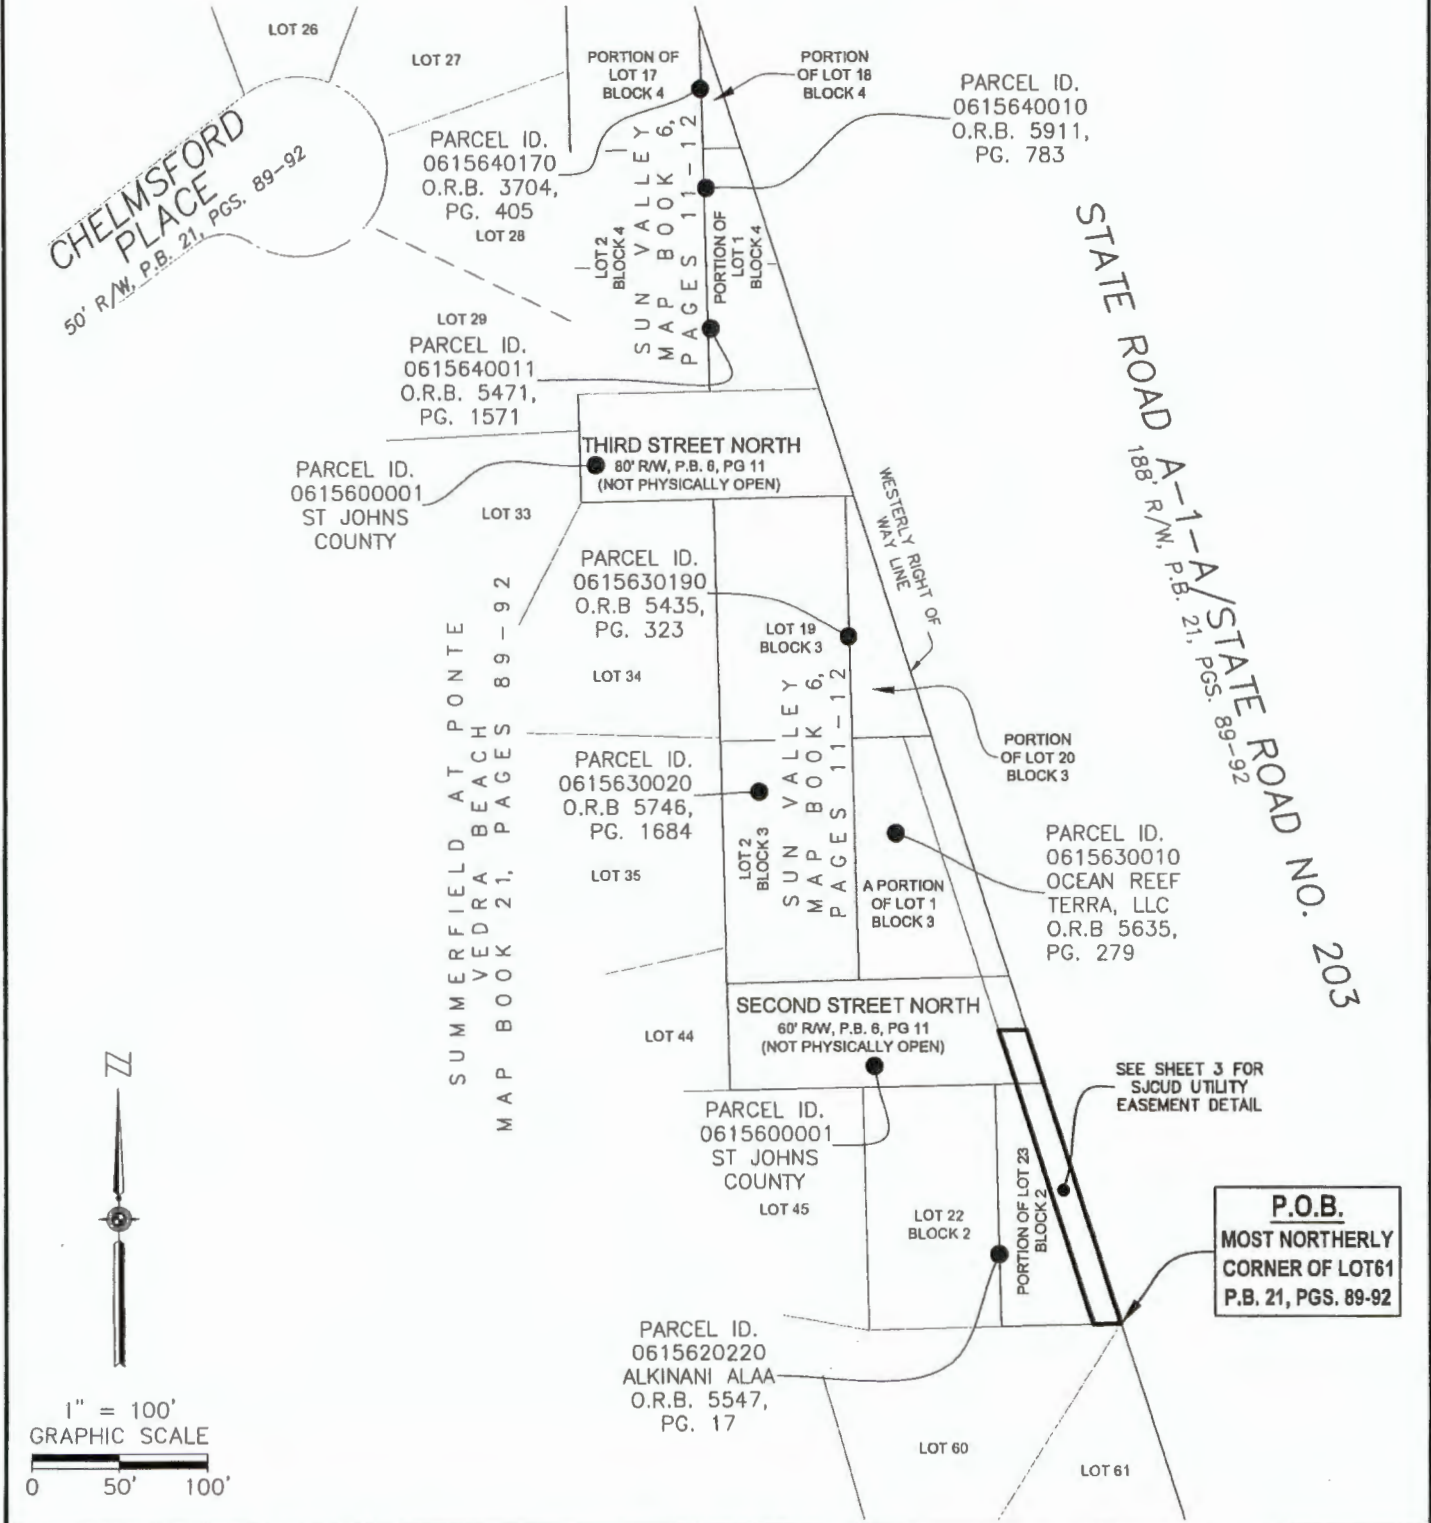 LOT 26
LOT 27
PORTION OF
LOT 17
BLOCK 4
PORTION
OF LOT 18
BLOCK 4
PARCEL ID.
0615640010
O.R.B. 5911,
PG. 783
CHELMSFORD
PLACE
50' R/W, P.B. 21, PGS. 89-92
PARCEL ID.
0615640170
O.R.B. 3704,
PG. 405
LOT 28
LOT 2
BLOCK 4
SUN VALLEY
MAP BOOK 6,
PAGES 11-12
PORTION OF
LOT 1
BLOCK 4
STATE ROAD A-1-A/STATE ROAD NO. 203
188' R/W, P.B. 21, PGS. 89-92
LOT 29
PARCEL ID.
0615640011
O.R.B. 5471,
PG. 1571
THIRD STREET NORTH
80' R/W, P.B. 6, PG 11
(NOT PHYSICALLY OPEN)
PARCEL ID.
0615600001
ST JOHNS
COUNTY
LOT 33
WESTERLY RIGHT OF
WAY LINE
PARCEL ID.
0615630190
O.R.B 5435,
PG. 323
LOT 19
BLOCK 3
LOT 34
SUMMERFIELD AT PONTE
VEDRA BEACH
MAP BOOK 21, PAGES 89-92
SUN VALLEY
MAP BOOK 6,
PAGES 11-12
PORTION
OF LOT 20
BLOCK 3
PARCEL ID.
0615630020
O.R.B 5746,
PG. 1684
LOT 2
BLOCK 3
LOT 35
A PORTION
OF LOT 1
BLOCK 3
PARCEL ID.
0615630010
OCEAN REEF
TERRA, LLC
O.R.B 5635,
PG. 279
SECOND STREET NORTH
60' R/W, P.B. 6, PG 11
(NOT PHYSICALLY OPEN)
LOT 44
SEE SHEET 3 FOR
SJCUD UTILITY
EASEMENT DETAIL
PARCEL ID.
0615600001
ST JOHNS
COUNTY
LOT 45
LOT 22
BLOCK 2
PORTION OF LOT 23
BLOCK 2
P.O.B.
MOST NORTHERLY
CORNER OF LOT61
P.B. 21, PGS. 89-92
PARCEL ID.
0615620220
ALKINANI ALAA
O.R.B. 5547,
PG. 17
LOT 60
LOT 61
N
1" = 100'
GRAPHIC SCALE
0 50' 100'